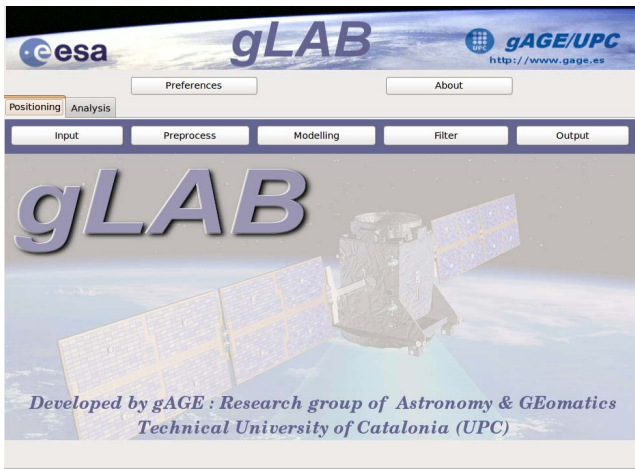 esa
gLAB
UPC
gAGE/UPC
http://www.gage.es
Preferences
About
Positioning
Analysis
Input
Preprocess
Modelling
Filter
Output
gLAB
Developed by gAGE : Research group of Astronomy & GEomatics
Technical University of Catalonia (UPC)